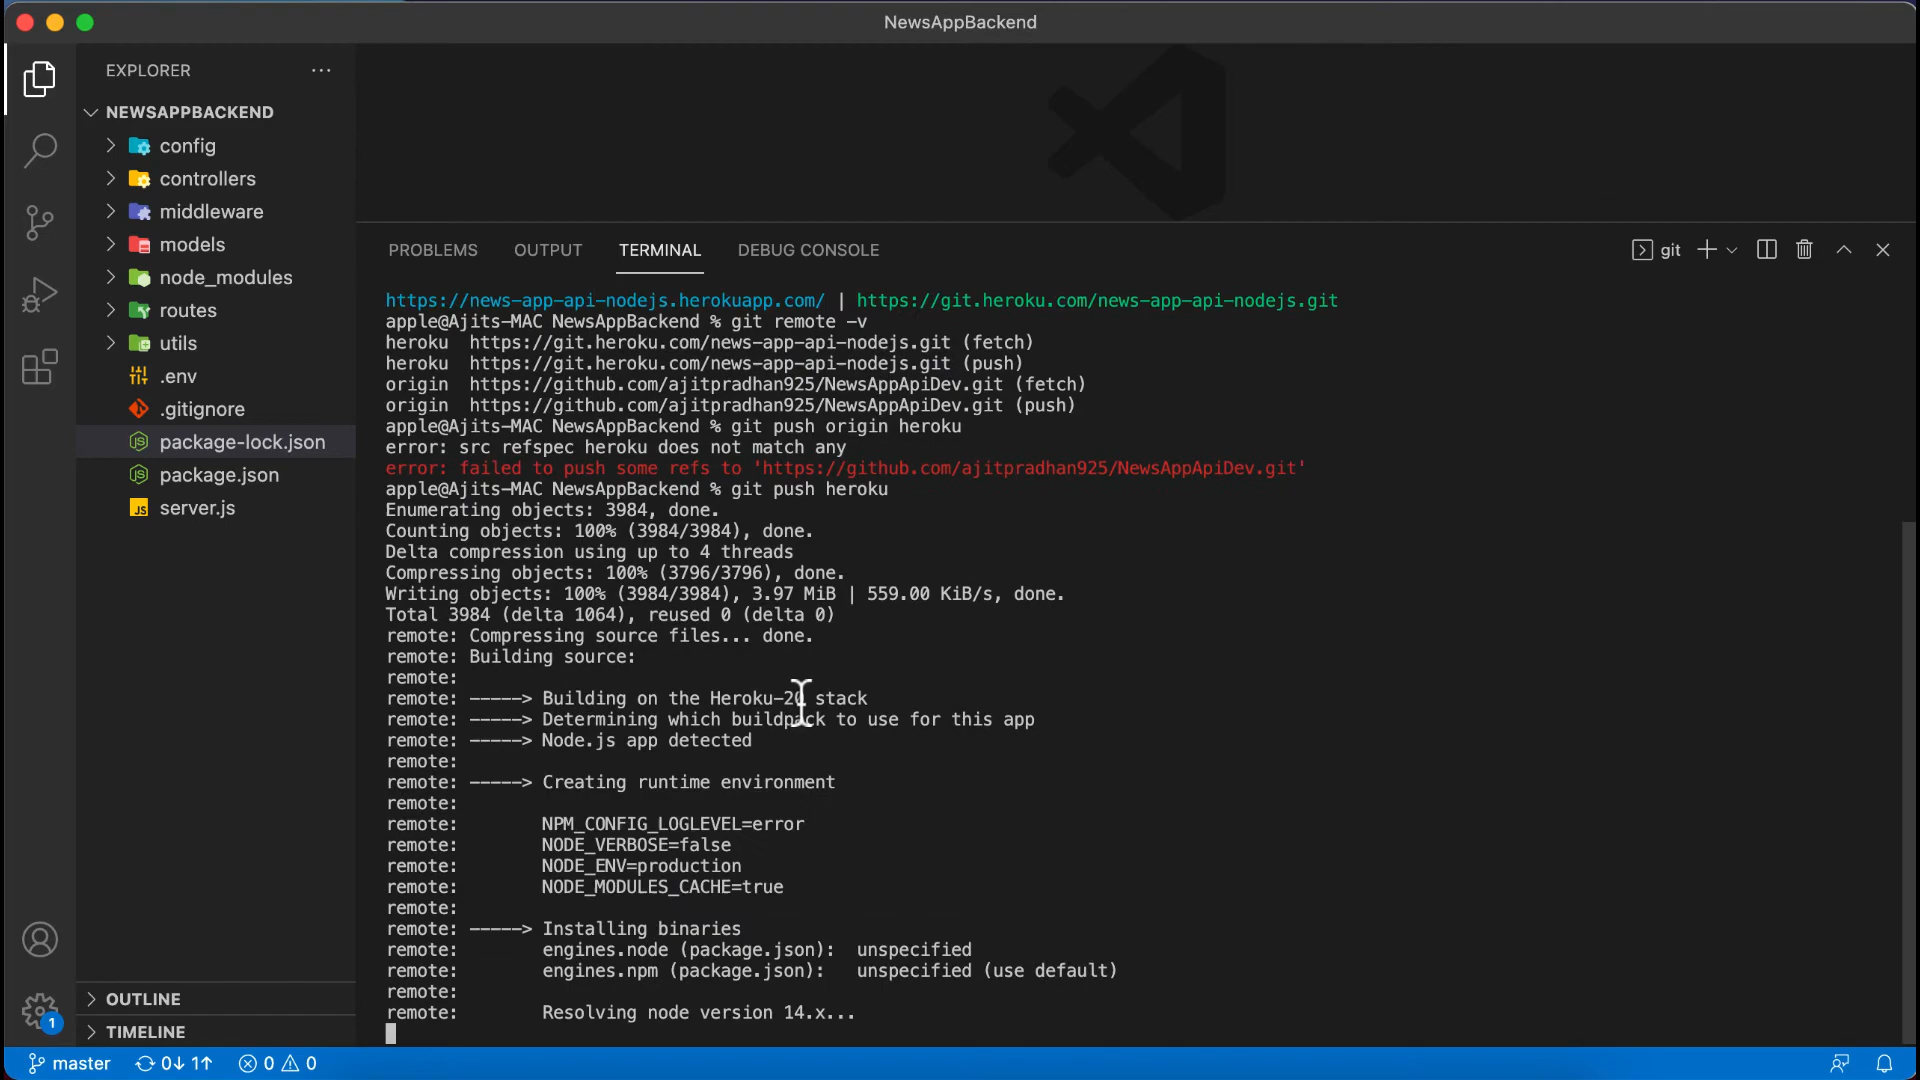 NewsAppBackend
EXPLORER
NEWSAPPBACKEND
config
controllers
middleware
models
node_modules
routes
utils
.env
.gitignore
package-lock.json
package.json
server.js
OUTLINE
TIMELINE
PROBLEMS OUTPUT TERMINAL DEBUG CONSOLE
git
https://news-app-api-nodejs.herokuapp.com/ | https://git.heroku.com/news-app-api-nodejs.git
apple@Ajits-MAC NewsAppBackend % git remote -v
heroku  https://git.heroku.com/news-app-api-nodejs.git (fetch)
heroku  https://git.heroku.com/news-app-api-nodejs.git (push)
origin  https://github.com/ajitpradhan925/NewsAppApiDev.git (fetch)
origin  https://github.com/ajitpradhan925/NewsAppApiDev.git (push)
apple@Ajits-MAC NewsAppBackend % git push origin heroku
error: src refspec heroku does not match any
error: failed to push some refs to 'https://github.com/ajitpradhan925/NewsAppApiDev.git'
apple@Ajits-MAC NewsAppBackend % git push heroku
Enumerating objects: 3984, done.
Counting objects: 100% (3984/3984), done.
Delta compression using up to 4 threads
Compressing objects: 100% (3796/3796), done.
Writing objects: 100% (3984/3984), 3.97 MiB | 559.00 KiB/s, done.
Total 3984 (delta 1064), reused 0 (delta 0)
remote: Compressing source files... done.
remote: Building source:
remote:
remote: -----> Building on the Heroku-20 stack
remote: -----> Determining which buildpack to use for this app
remote: -----> Node.js app detected
remote:
remote: -----> Creating runtime environment
remote:
remote:        NPM_CONFIG_LOGLEVEL=error
remote:        NODE_VERBOSE=false
remote:        NODE_ENV=production
remote:        NODE_MODULES_CACHE=true
remote:
remote: -----> Installing binaries
remote:        engines.node (package.json):  unspecified
remote:        engines.npm (package.json):   unspecified (use default)
remote:
remote:        Resolving node version 14.x...
1
master 0↓ 1↑ 0 0